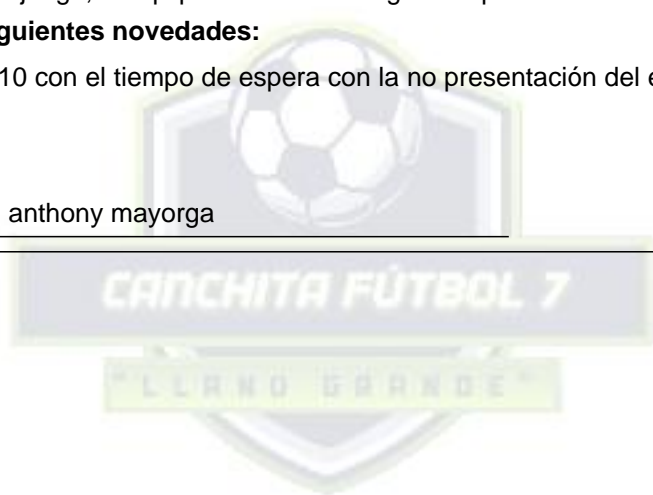 guientes novedades:
10 con el tiempo de espera con la no presentación del e
anthony mayorga
CANCHITA FÚTBOL 7
"LLANO GRANDE"